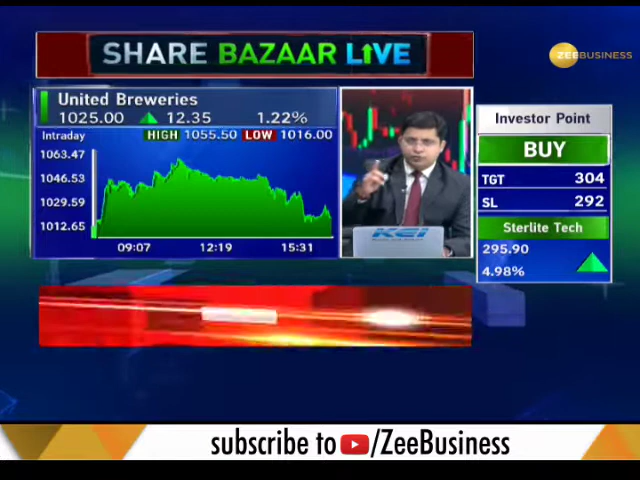 SHARE BAZAAR LIVE
ZEEBUSINESS
United Breweries
1025.00 12.35 1.22%
Intraday HIGH 1055.50 LOW 1016.00
1063.47
1046.53
1029.59
1012.65
09:07 12:19 15:31
KEI
Investor Point
BUY
TGT 304
SL 292
Sterlite Tech
295.90
4.98%
subscribe to /ZeeBusiness